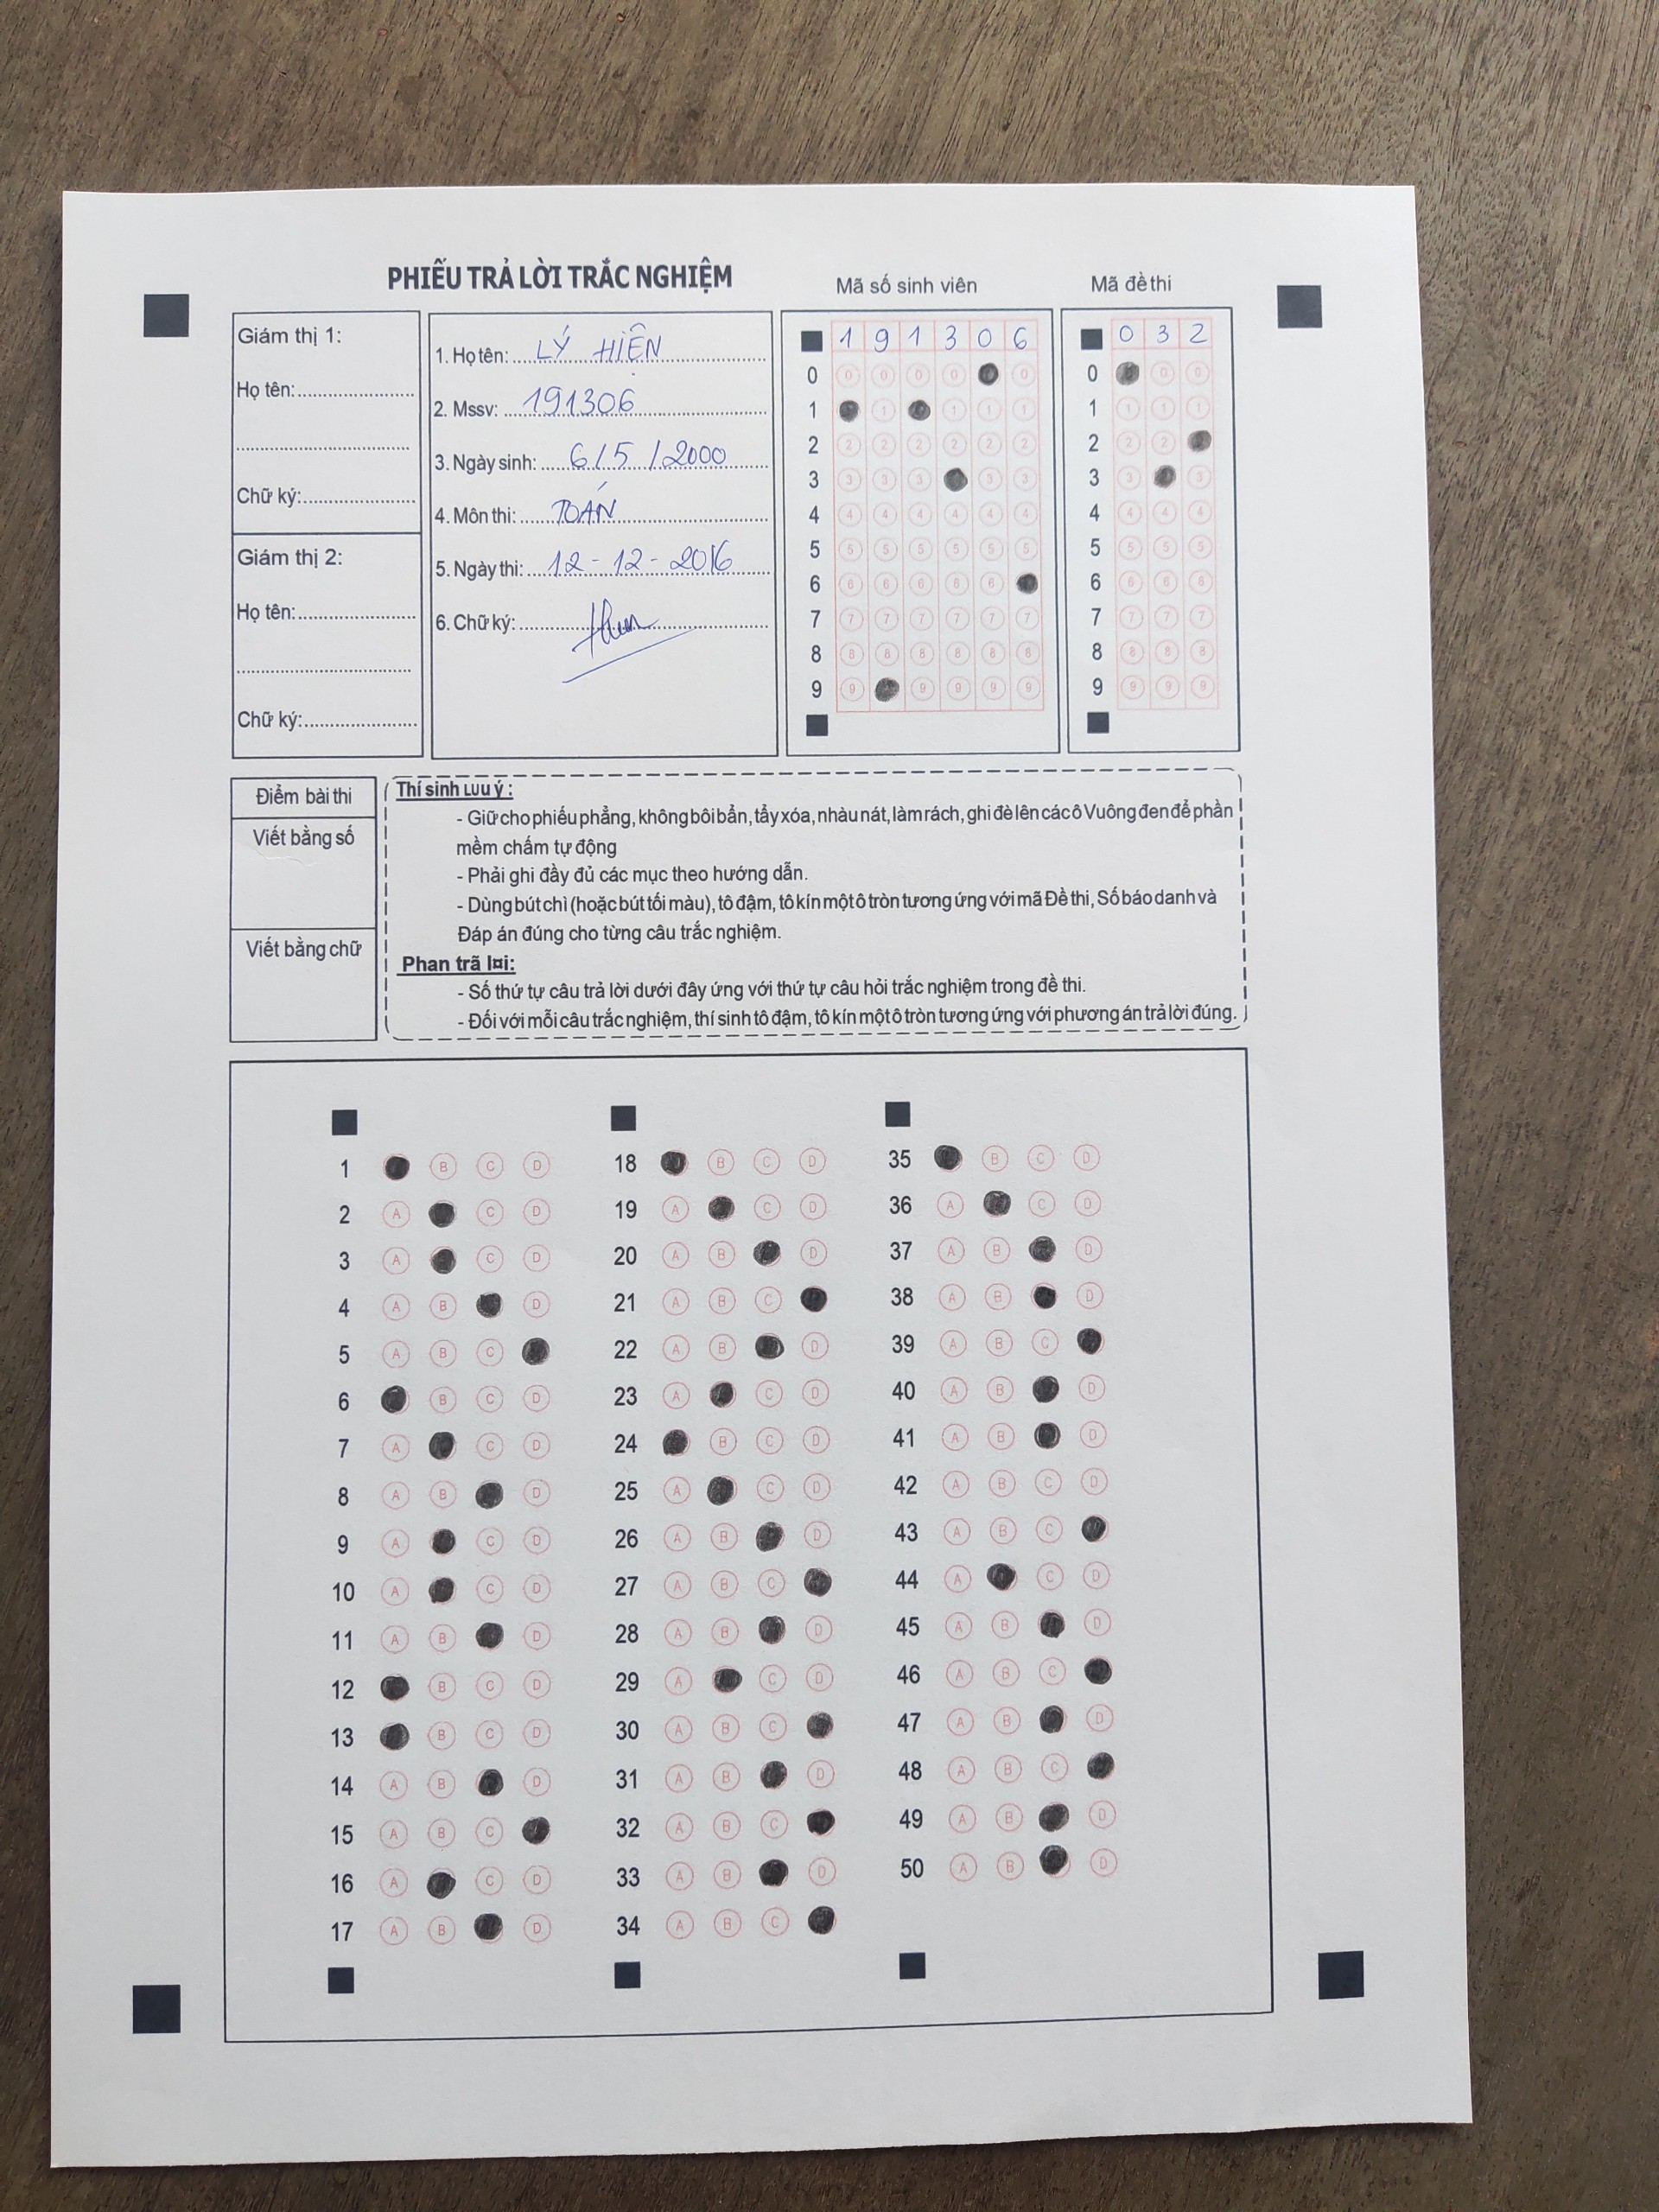 PHIẾU TRẢ LỜI TRẮC NGHIỆM
Mã số sinh viên
Mã đề thi
Giám thị 1:
Họ tên:
Chữ ký:
Giám thị 2:
Họ tên:
Chữ ký:
1. Họ tên: LÝ HIỆN
2. Mssv: 191306
3. Ngày sinh: 6/5/2000
4. Môn thi: TOÁN
5. Ngày thi: 12-12-2016
6. Chữ ký:
1 9 1 3 0 6
0 0 0 0 0 0
1 1 1 1 1
2 2 2 2 2 2 2
3 3 3 3 3 3
4 4 4 4 4 4 4
5 5 5 5 5 5 5
6 6 6 6 6 6
7 7 7 7 7 7 7
8 8 8 8 8 8 8
9 9 9 9 9 9
0 3 2
0 0 0
1 1 1 1
2 2 2
3 3 3
4 4 4 4
5 5 5 5
6 6 6 6
7 7 7 7
8 8 8 8
9 9 9 9
Điểm bài thi
Viết bằng số
Viết bằng chữ
Thí sinh LUU ý :
- Giữ cho phiếu phẳng, không bôi bẩn, tẩy xóa, nhàu nát, làm rách, ghi đè lên các ô Vuông đen để phần
mềm chấm tự động
- Phải ghi đầy đủ các mục theo hướng dẫn.
- Dùng bút chì (hoặc bút tối màu), tô đậm, tô kín một ô tròn tương ứng với mã Đề thi, Số báo danh và
Đáp án đúng cho từng câu trắc nghiệm.
Phan trã l¤i:
- Số thứ tự câu trả lời dưới đây ứng với thứ tự câu hỏi trắc nghiệm trong đề thi.
- Đối với mỗi câu trắc nghiệm, thí sinh tô đậm, tô kín một ô tròn tương ứng với phương án trả lời đúng.
1 B C D
2 A C D
3 A C D
4 A B D
5 A B C
6 B C D
7 A C D
8 A B D
9 A C D
10 A C D
11 A B D
12 B C D
13 B C D
14 A B D
15 A B C
16 A C D
17 A B D
18 B C D
19 A C D
20 A B D
21 A B C
22 A B D
23 A C D
24 B C D
25 A C D
26 A B D
27 A B C
28 A B D
29 A C D
30 A B C
31 A B D
32 A B C
33 A B D
34 A B C
35 B C D
36 A C D
37 A B D
38 A B D
39 A B C
40 A B D
41 A B D
42 A B C D
43 A B C
44 A C D
45 A B D
46 A B C
47 A B D
48 A B C
49 A B D
50 A B D